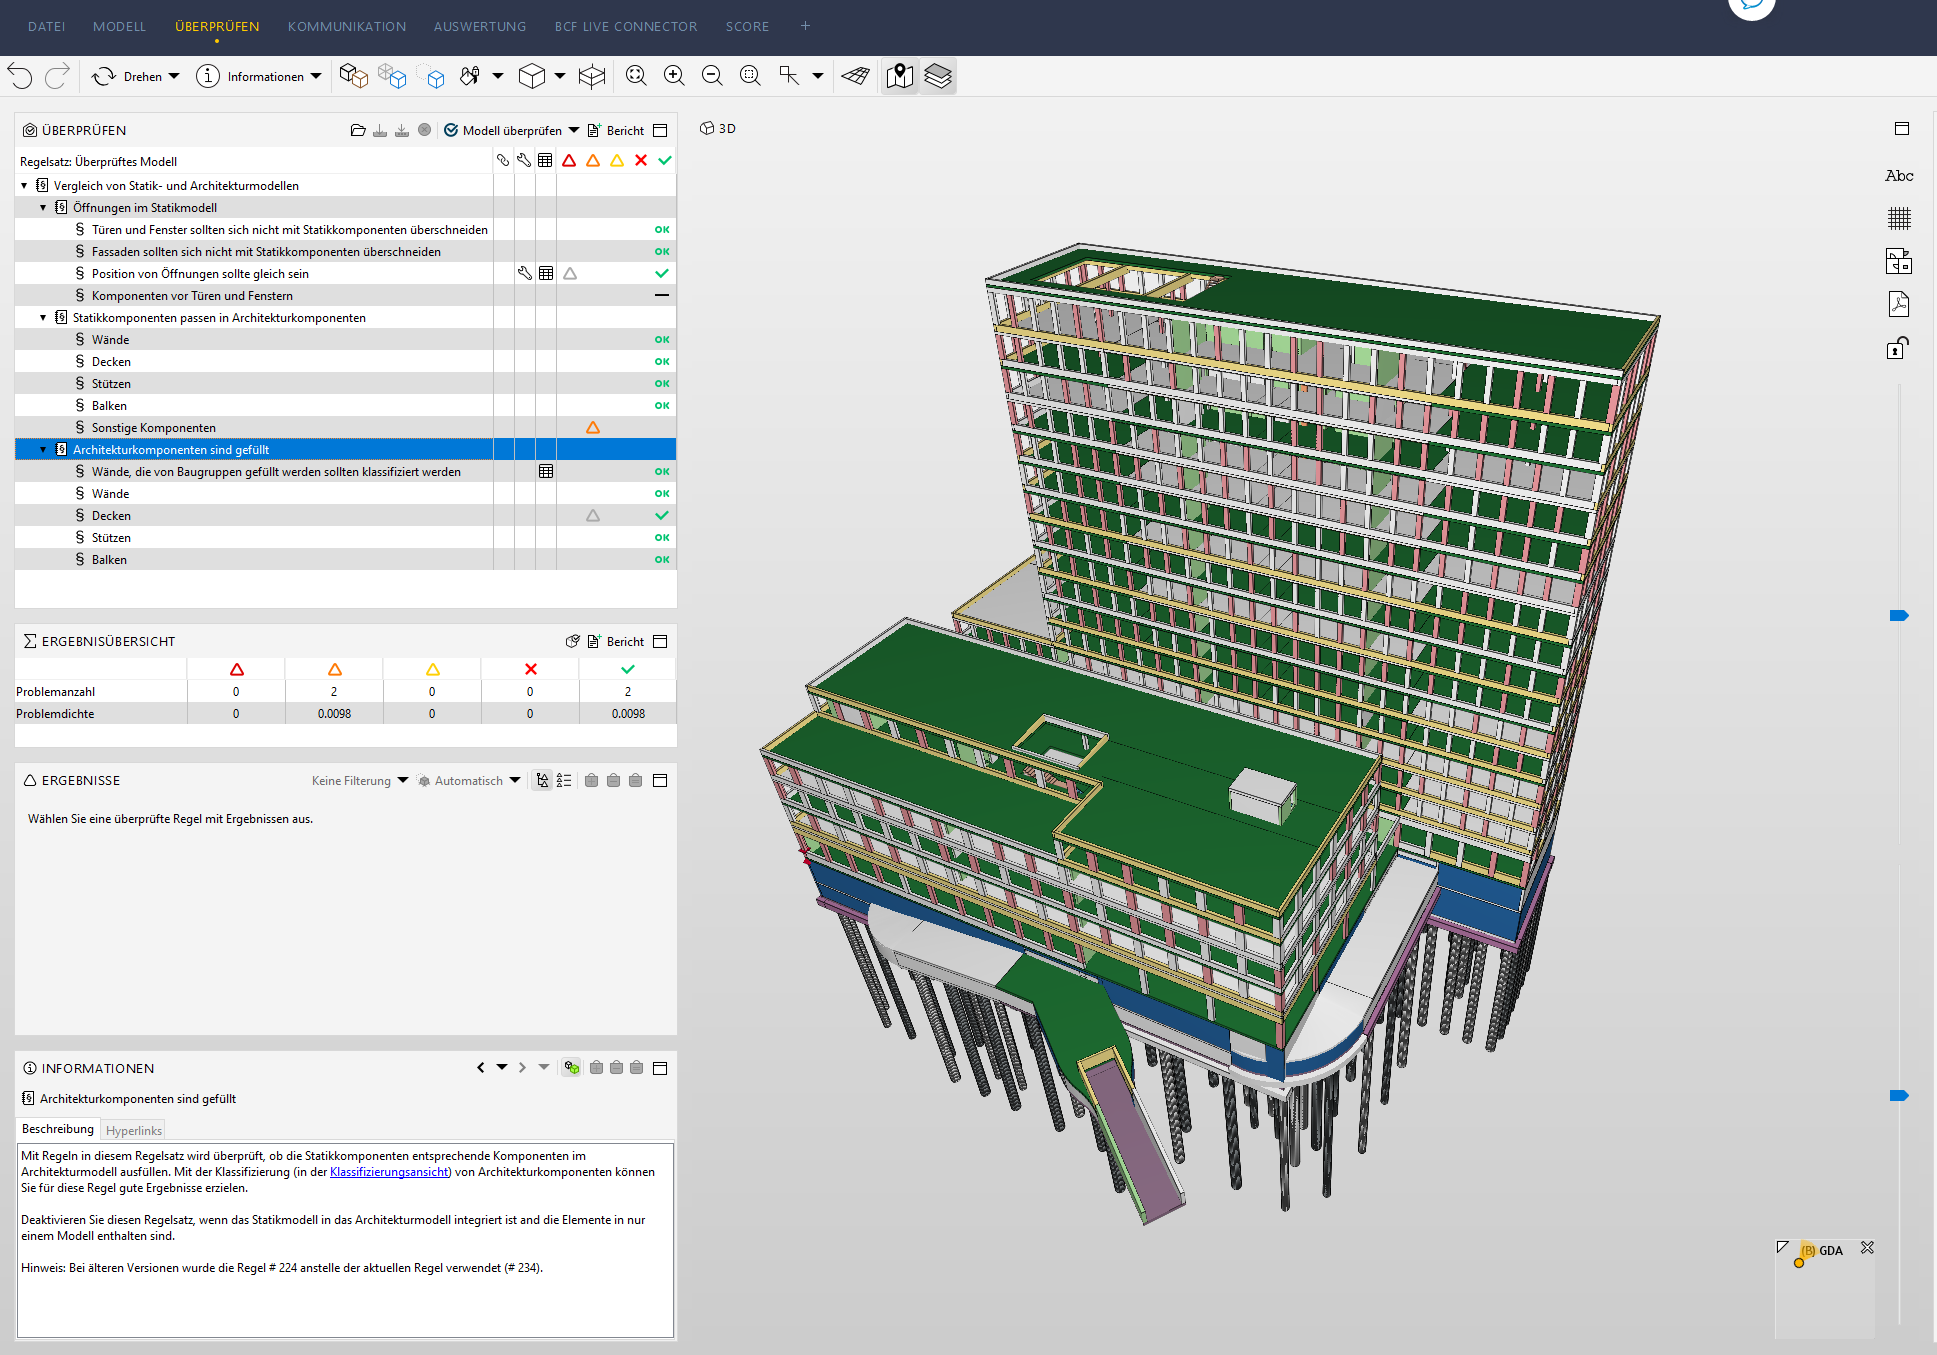 DATEI MODELL ÜBERPRÜFEN KOMMUNIKATION AUSWERTUNG BCF LIVE CONNECTOR SCORE +
Drehen Informationen
ÜBERPRÜFEN Modell überprüfen Bericht
Regelsatz: Überprüftes Modell
Vergleich von Statik- und Architekturmodellen
Öffnungen im Statikmodell
§ Türen und Fenster sollten sich nicht mit Statikkomponenten überschneiden OK
§ Fassaden sollten sich nicht mit Statikkomponenten überschneiden OK
§ Position von Öffnungen sollte gleich sein
§ Komponenten vor Türen und Fenstern
Statikkomponenten passen in Architekturkomponenten
§ Wände OK
§ Decken OK
§ Stützen OK
§ Balken OK
§ Sonstige Komponenten
Architekturkomponenten sind gefüllt
§ Wände, die von Baugruppen gefüllt werden sollten klassifiziert werden OK
§ Wände OK
§ Decken
§ Stützen OK
§ Balken OK
ERGEBNISÜBERSICHT Bericht
Problemanzahl 0 2 0 0 2
Problemdichte 0 0.0098 0 0 0.0098
ERGEBNISSE Keine Filterung Automatisch
Wählen Sie eine überprüfte Regel mit Ergebnissen aus.
INFORMATIONEN
Architekturkomponenten sind gefüllt
Beschreibung Hyperlinks
Mit Regeln in diesem Regelsatz wird überprüft, ob die Statikkomponenten entsprechende Komponenten im
Architekturmodell ausfüllen. Mit der Klassifizierung (in der Klassifizierungsansicht) von Architekturkomponenten können
Sie für diese Regel gute Ergebnisse erzielen.
Deaktivieren Sie diesen Regelsatz, wenn das Statikmodell in das Architekturmodell integriert ist and die Elemente in nur
einem Modell enthalten sind.
Hinweis: Bei älteren Versionen wurde die Regel # 224 anstelle der aktuellen Regel verwendet (# 234).
3D
Abc
(B) GDA